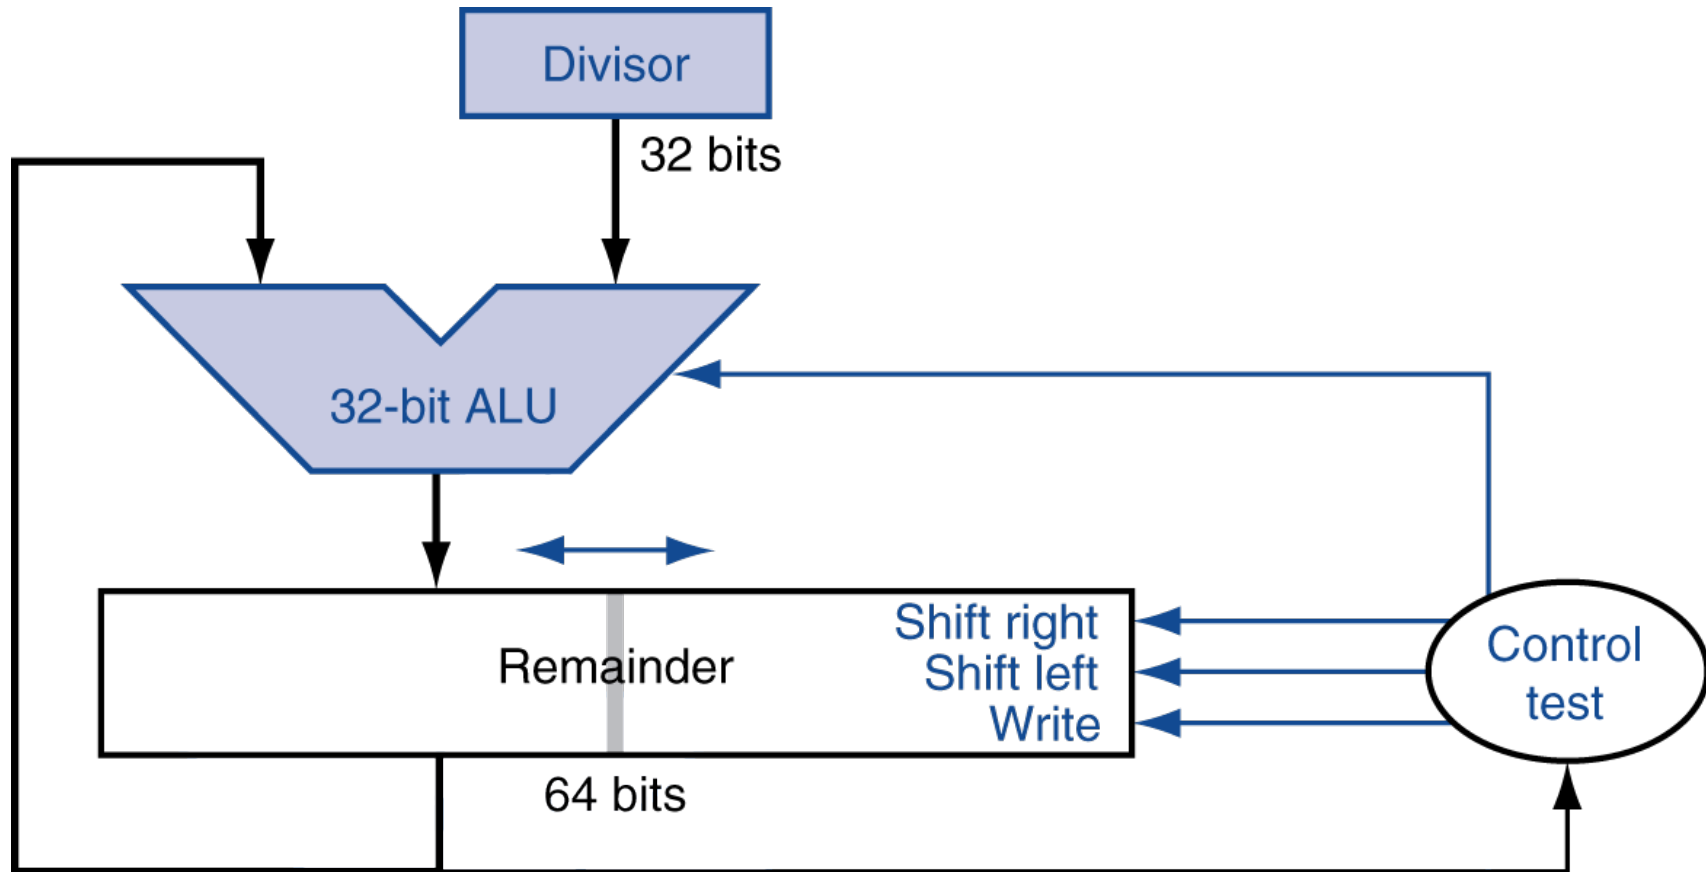 Divisor
32 bits
32-bit ALU
Remainder
Shift right
Shift left
Write
Control
test
64 bits